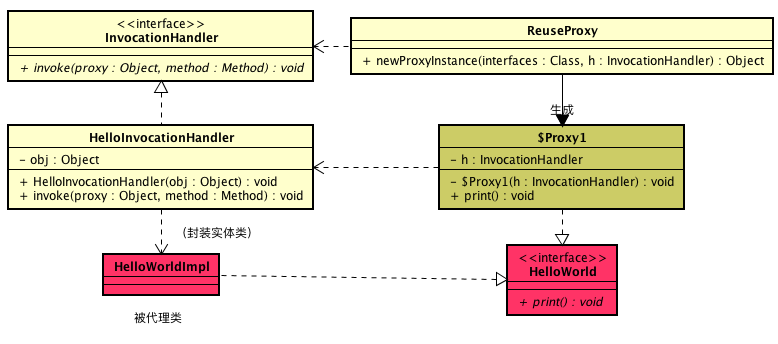 <<interface>>
InvocationHandler
+ invoke(proxy : Object, method : Method) : void
ReuseProxy
+ newProxyInstance(interfaces : Class, h : InvocationHandler) : Object
生成
HelloInvocationHandler
- obj : Object
+ HelloInvocationHandler(obj : Object) : void
+ invoke(proxy : Object, method : Method) : void
$Proxy1
- h : InvocationHandler
- $Proxy1(h : InvocationHandler) : void
+ print() : void
(封装实体类)
HelloWorldImpl
<<interface>>
HelloWorld
+ print() : void
被代理类